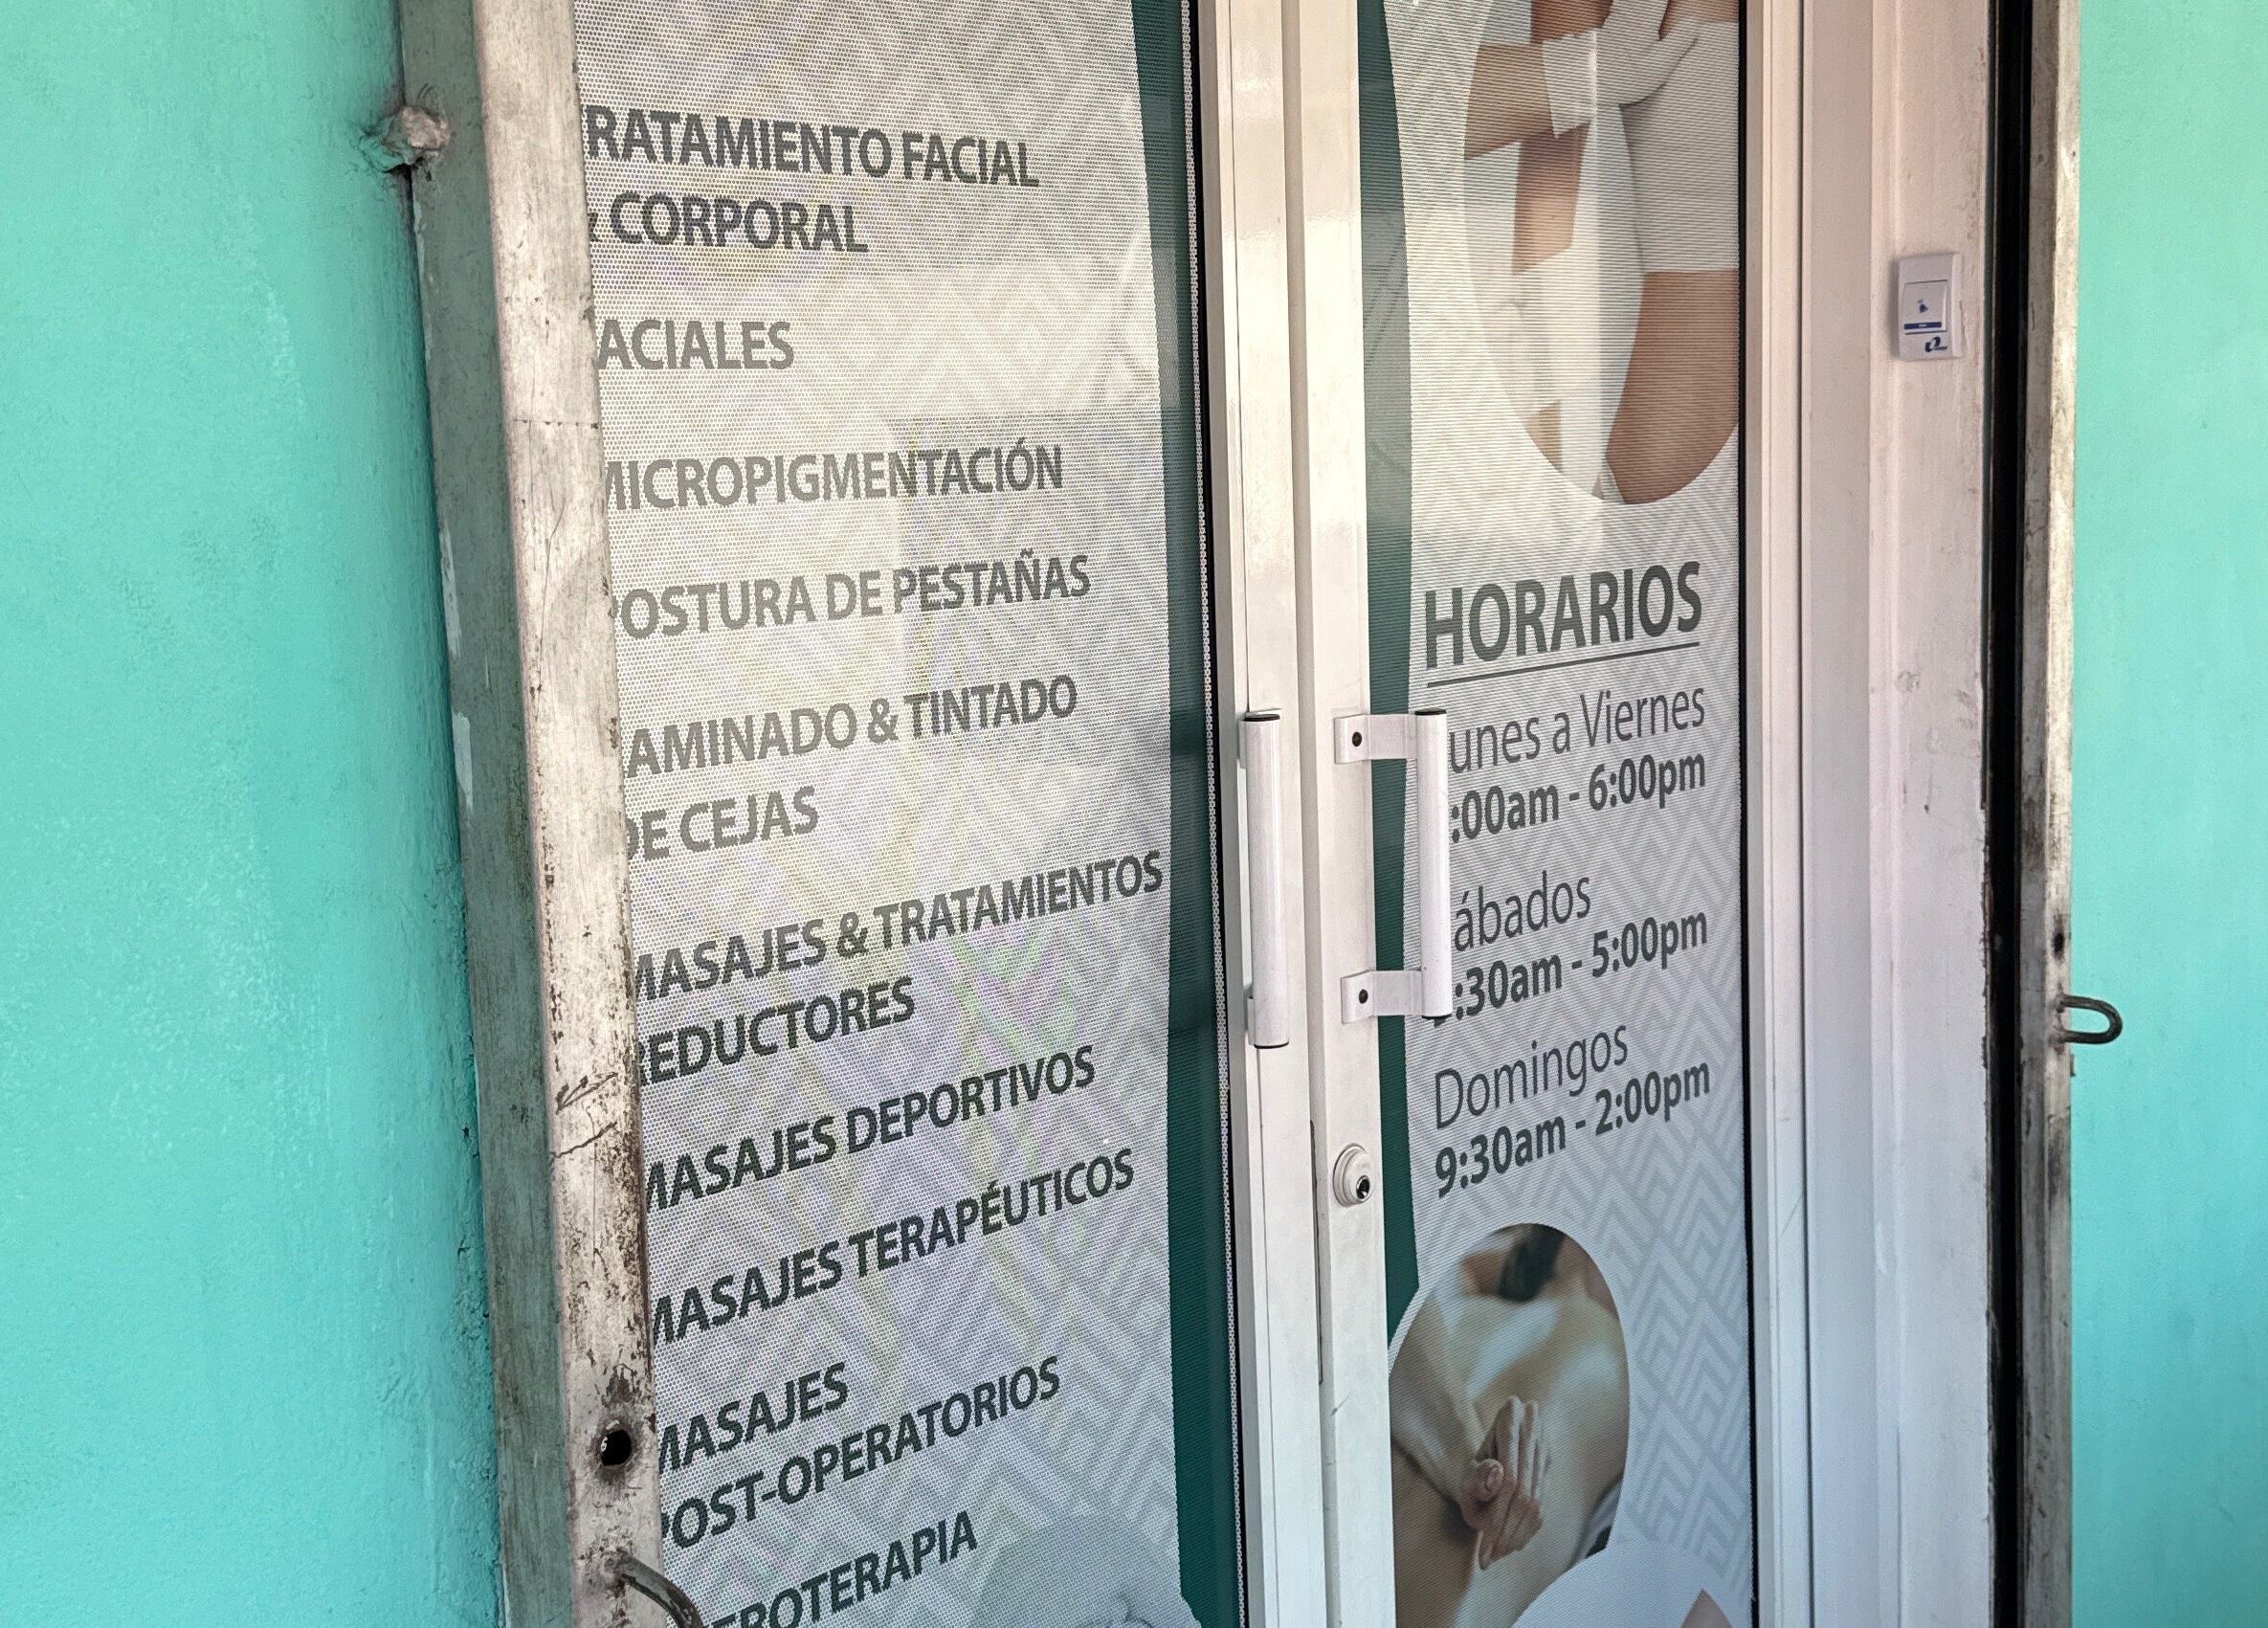 RATAMIENTO FACIAL
& CORPORAL
ACIALES
MICROPIGMENTACIÓN
POSTURA DE PESTAÑAS
AMINADO & TINTADO
DE CEJAS
MASAJES & TRATAMIENTOS
REDUCTORES
MASAJES DEPORTIVOS
MASAJES TERAPÉUTICOS
MASAJES
POST-OPERATORIOS
EROTERAPIA
HORARIOS
unes a Viernes
:00am - 6:00pm
ábados
:30am - 5:00pm
Domingos
9:30am - 2:00pm